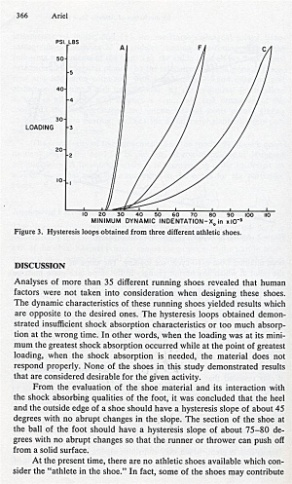 366 Ariel
PSI LBS
A F C
50
5
40
4
LOADING 30
3
20
2
10
1
10 20 30 40 50 60 70 80 90 100 110
MINIMUM DYNAMIC INDENTATION-X₀ in x10⁻³
Figure 3. Hysteresis loops obtained from three different athletic shoes.
DISCUSSION
Analyses of more than 35 different running shoes revealed that human
factors were not taken into consideration when designing these shoes.
The dynamic characteristics of these running shoes yielded results which
are opposite to the desired ones. The hysteresis loops obtained demon-
strated insufficient shock absorption characteristics or too much absorp-
tion at the wrong time. In other words, when the loading was at its mini-
mum the greatest shock absorption occurred while at the point of greatest
loading, when the shock absorption is needed, the material does not
respond properly. None of the shoes in this study demonstrated results
that are considered desirable for the given activity.
From the evaluation of the shoe material and its interaction with
the shock absorbing qualities of the foot, it was concluded that the heel
and the outside edge of a shoe should have a hysteresis slope of about 45
degrees with no abrupt changes in the slope. The section of the shoe at
the ball of the foot should have a hysteresis slope of about 75–80 de-
grees with no abrupt changes so that the runner or thrower can push off
from a solid surface.
At the present time, there are no athletic shoes available which con-
sider the “athlete in the shoe.” In fact, some of the shoes may contribute